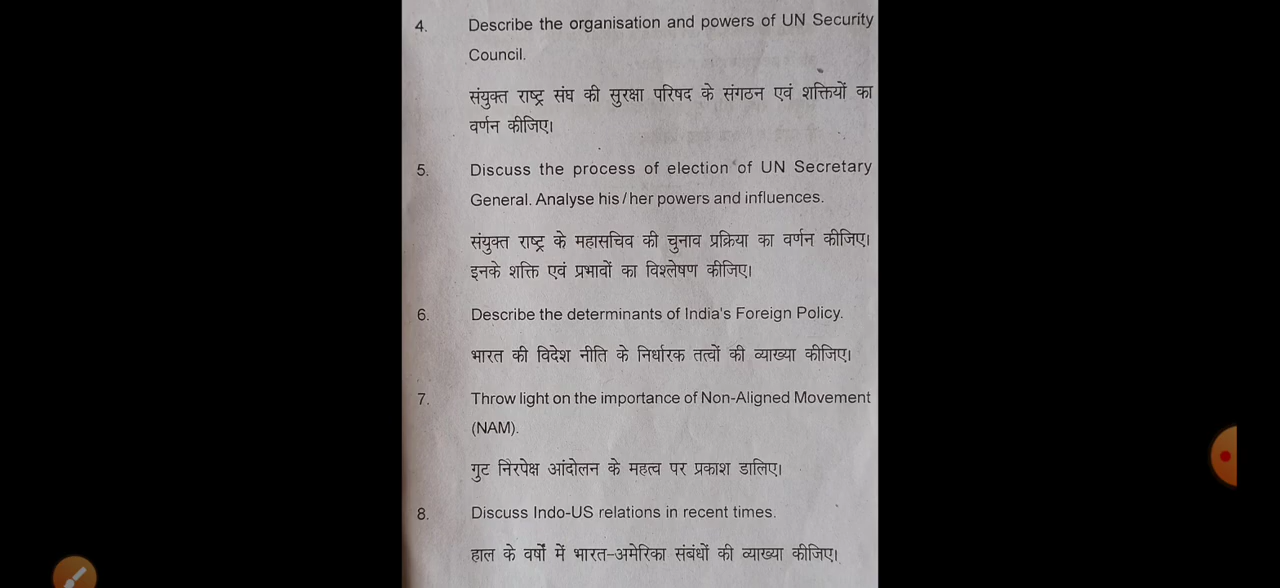 4. Describe the organisation and powers of UN Security
Council.
संयुक्त राष्ट्र संघ की सुरक्षा परिषद के संगठन एवं शक्तियों का
वर्णन कीजिए।
5. Discuss the process of election of UN Secretary
General. Analyse his/her powers and influences.
संयुक्त राष्ट्र के महासचिव की चुनाव प्रक्रिया का वर्णन कीजिए।
इनके शक्ति एवं प्रभावों का विश्लेषण कीजिए।
6. Describe the determinants of India's Foreign Policy.
भारत की विदेश नीति के निर्धारक तत्वों की व्याख्या कीजिए।
7. Throw light on the importance of Non-Aligned Movement
(NAM).
गुट निरपेक्ष आंदोलन के महत्व पर प्रकाश डालिए।
8. Discuss Indo-US relations in recent times.
हाल के वर्षों में भारत-अमेरिका संबंधों की व्याख्या कीजिए।